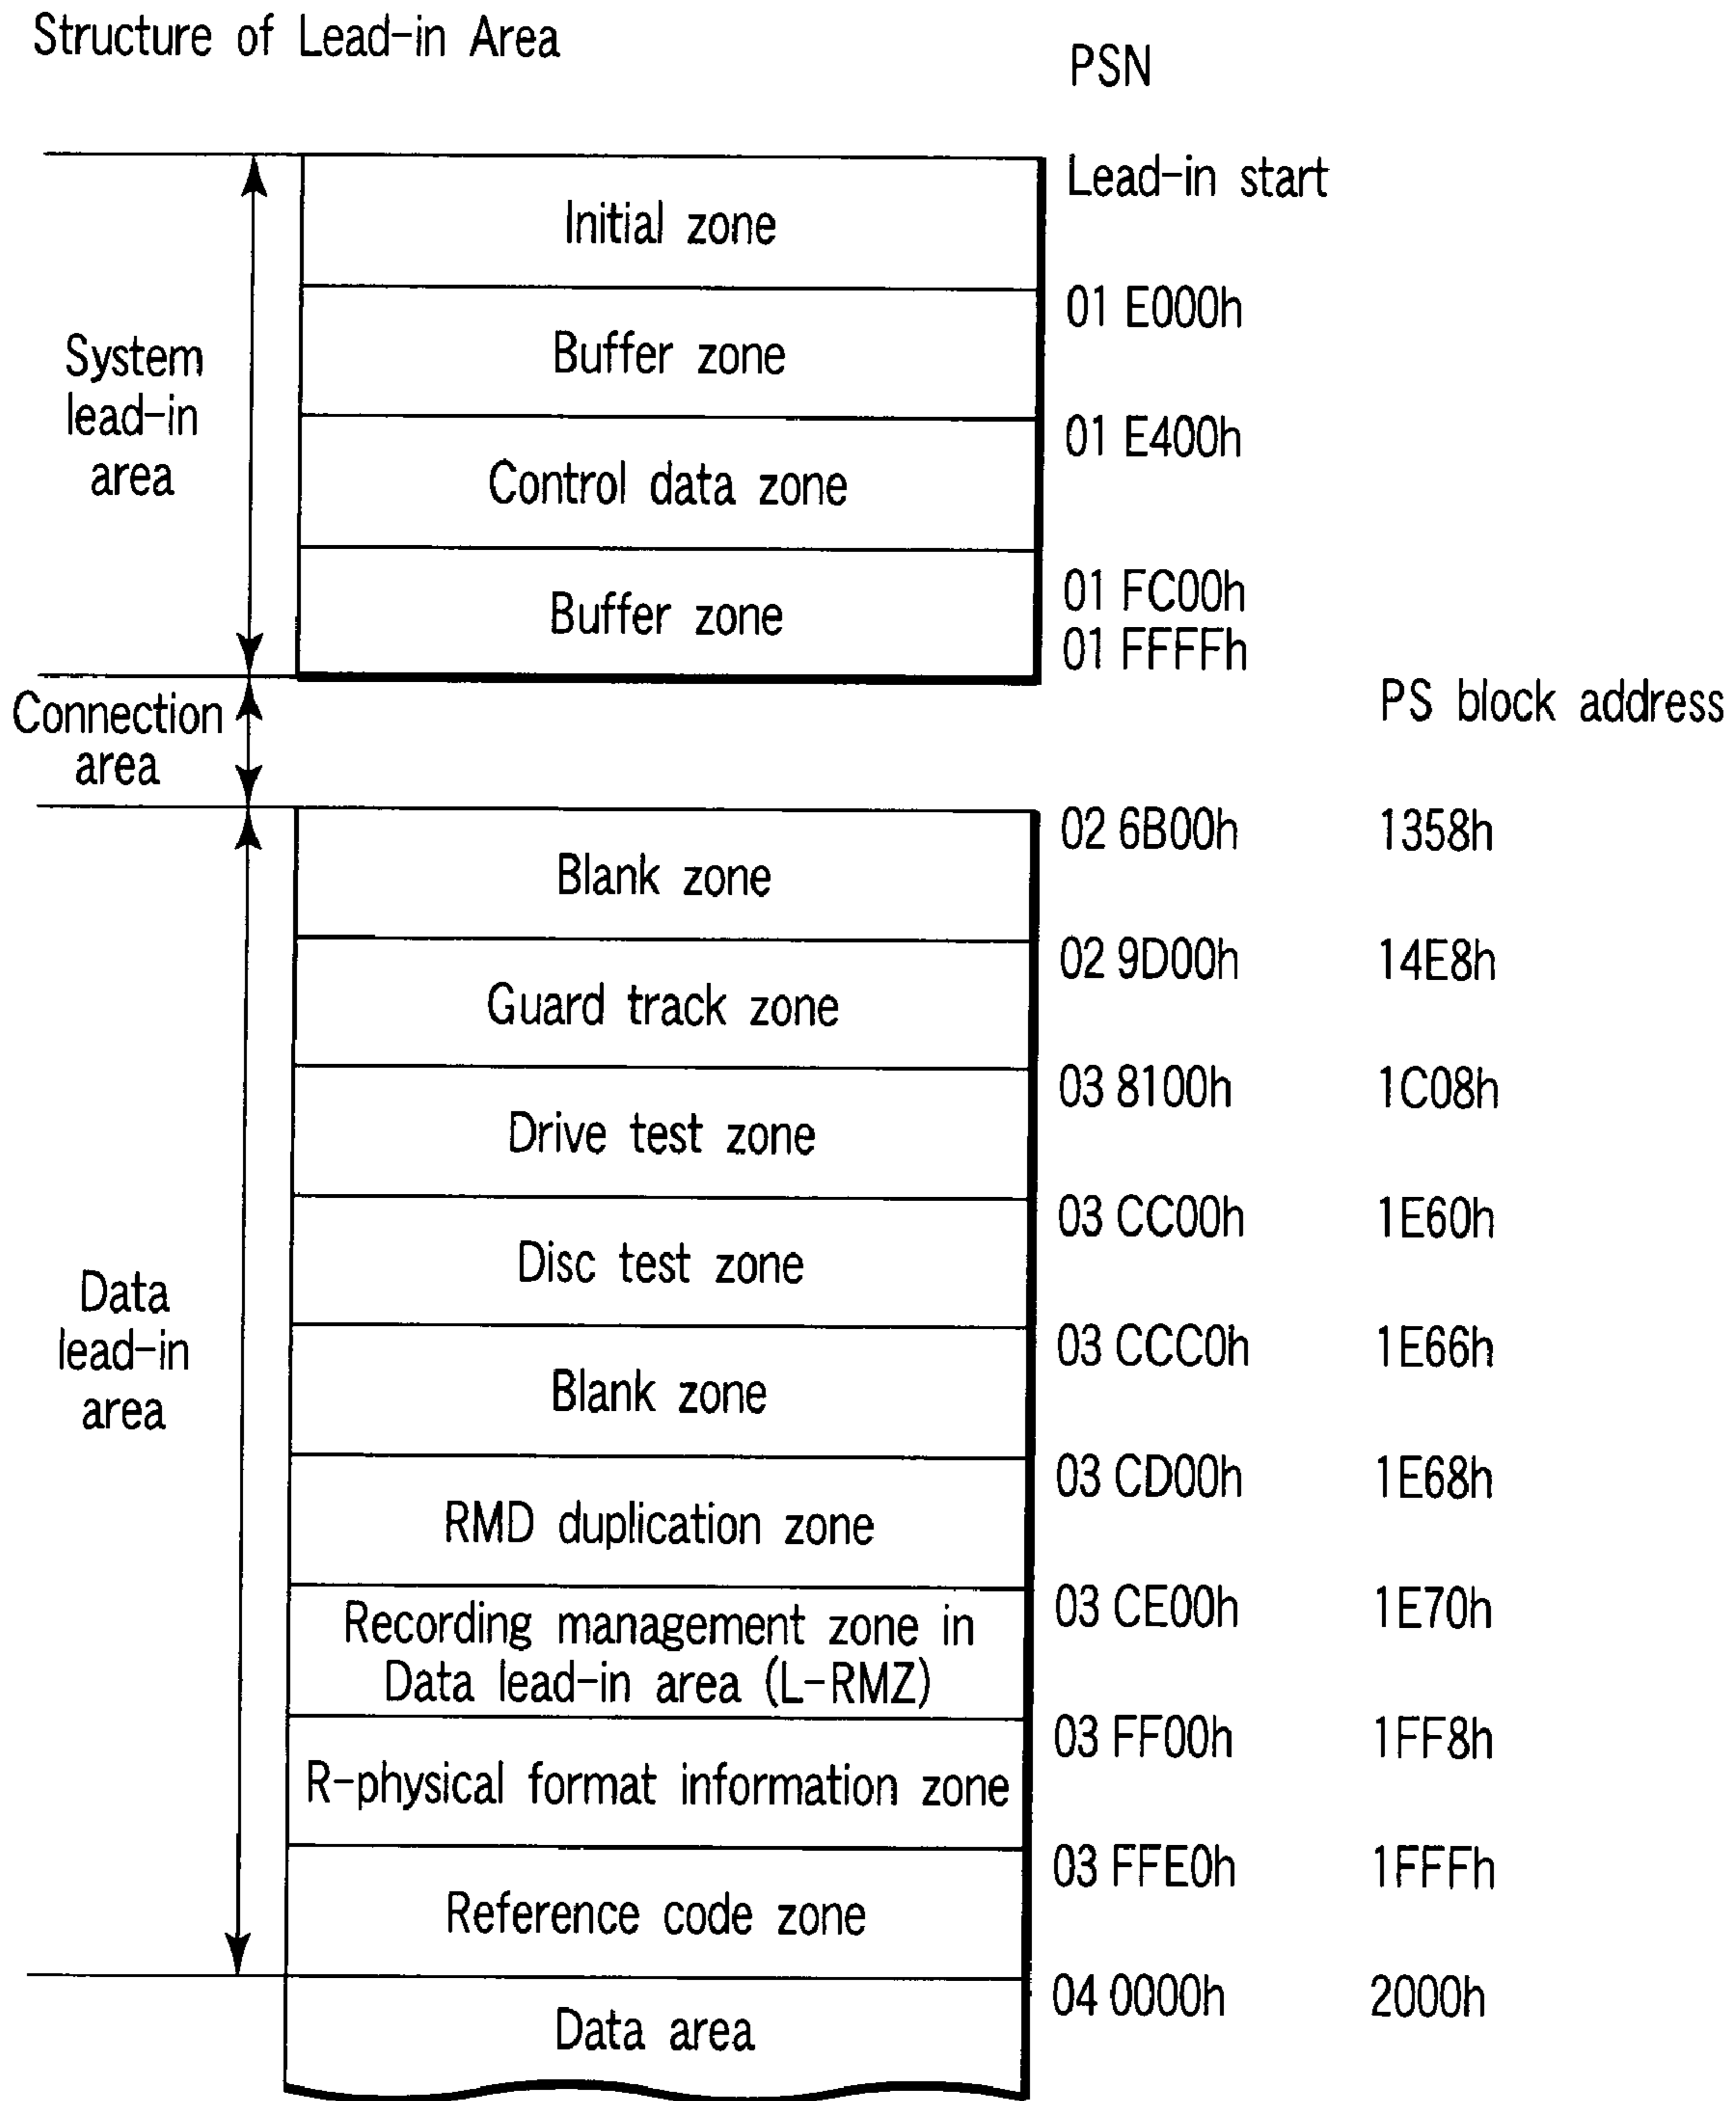 Structure of Lead-in Area
PSN
Lead-in start
Initial zone
01 E000h
Buffer zone
System
lead-in
area
01 E400h
Control data zone
01 FC00h
Buffer zone
01 FFFFh
Connection
area
PS block address
02 6B00h 1358h
Blank zone
02 9D00h 14E8h
Guard track zone
03 8100h 1C08h
Drive test zone
03 CC00h 1E60h
Disc test zone
Data
lead-in
area
03 CCC0h 1E66h
Blank zone
03 CD00h 1E68h
RMD duplication zone
03 CE00h 1E70h
Recording management zone in
Data lead-in area (L-RMZ)
03 FF00h 1FF8h
R-physical format information zone
03 FFE0h 1FFFh
Reference code zone
04 0000h 2000h
Data area